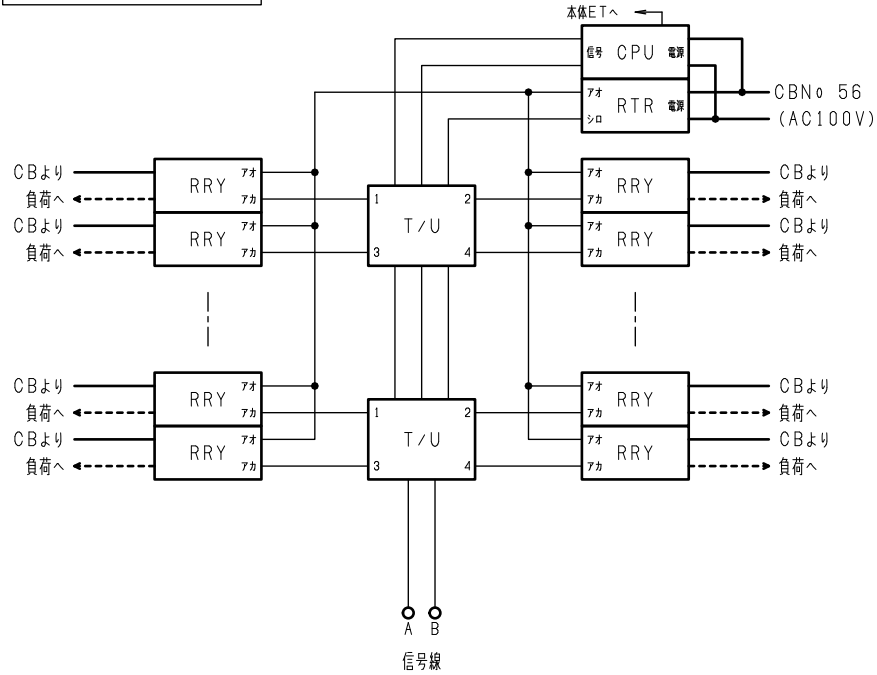 本体ETへ
信号 CPU 電源
アオ RTR 電源
シロ
CBNo 56
(AC100V)
CBより RRY アオ
負荷へ アカ
CBより RRY アオ
負荷へ アカ
1 T/U 2
3 4
アオ RRY CBより
アカ 負荷へ
アオ RRY CBより
アカ 負荷へ
CBより RRY アオ
負荷へ アカ
CBより RRY アオ
負荷へ アカ
1 T/U 2
3 4
アオ RRY CBより
アカ 負荷へ
アオ RRY CBより
アカ 負荷へ
A B
信号線